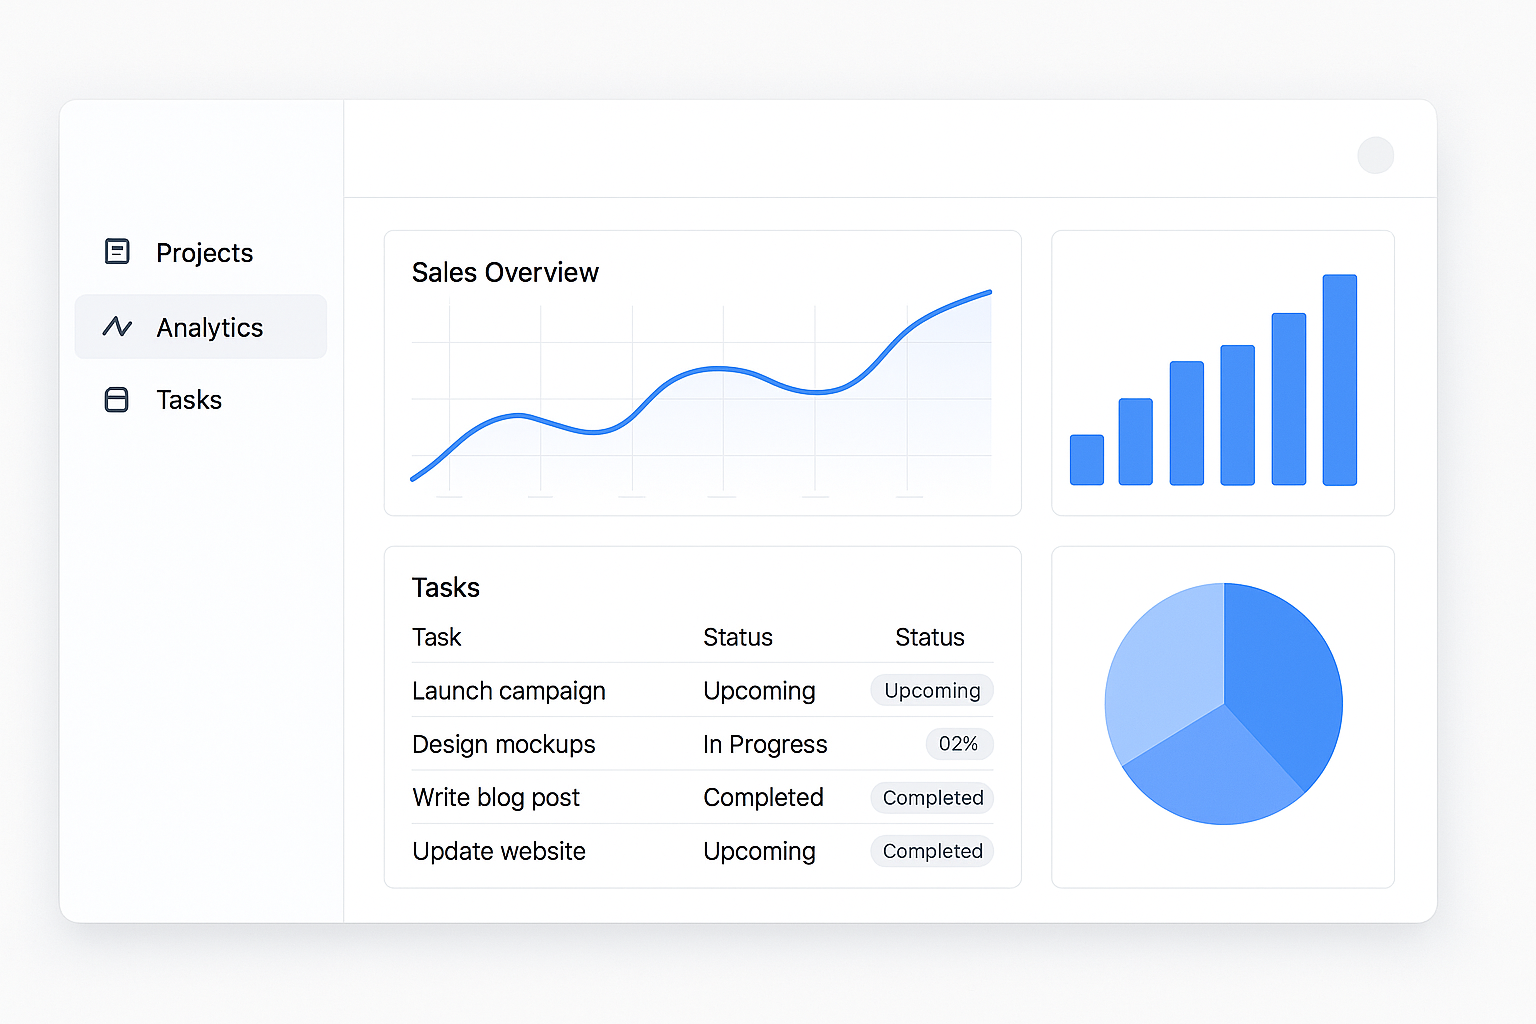 Projects
Analytics
Tasks
Sales Overview
Tasks
Task Status Status
Launch campaign Upcoming Upcoming
Design mockups In Progress 02%
Write blog post Completed Completed
Update website Upcoming Completed